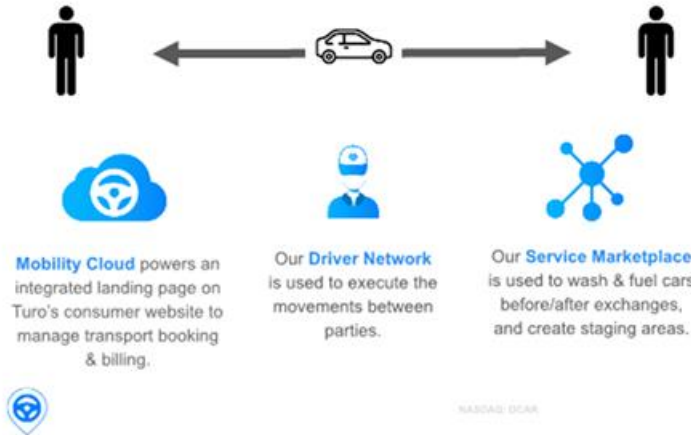 Mobility Cloud powers an
integrated landing page on
Turo's consumer website to
manage transport booking
& billing.
Our Driver Network
is used to execute the
movements between
parties.
Our Service Marketplace
is used to wash & fuel cars
before/after exchanges,
and create staging areas.
NASDAQ: DCAR